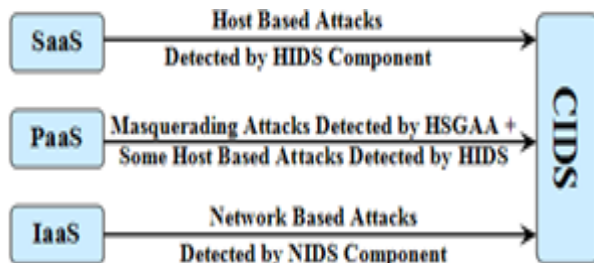 SaaS
Host Based Attacks
Detected by HIDS Component
PaaS
Masquerading Attacks Detected by HSGAA +
Some Host Based Attacks Detected by HIDS
IaaS
Network Based Attacks
Detected by NIDS Component
CIDS